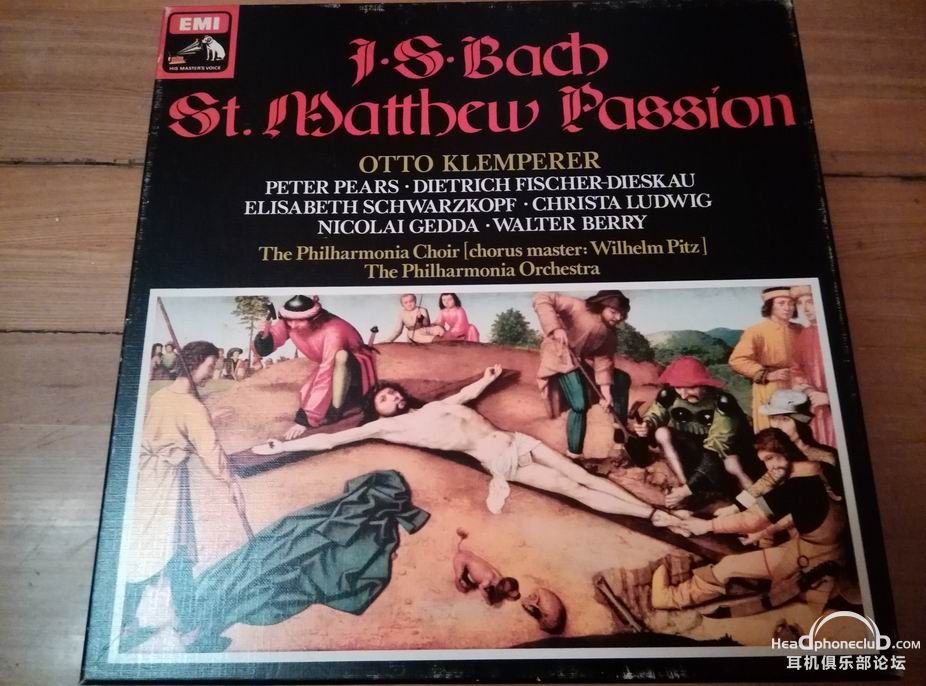 EMI
HIS MASTER'S VOICE
J·S·Bach
St. Matthew Passion
OTTO KLEMPERER
PETER PEARS · DIETRICH FISCHER-DIESKAU
ELISABETH SCHWARZKOPF · CHRISTA LUDWIG
NICOLAI GEDDA · WALTER BERRY
The Philharmonia Choir [chorus master: Wilhelm Pitz]
The Philharmonia Orchestra
Headphoneclub.com
耳机俱乐部论坛